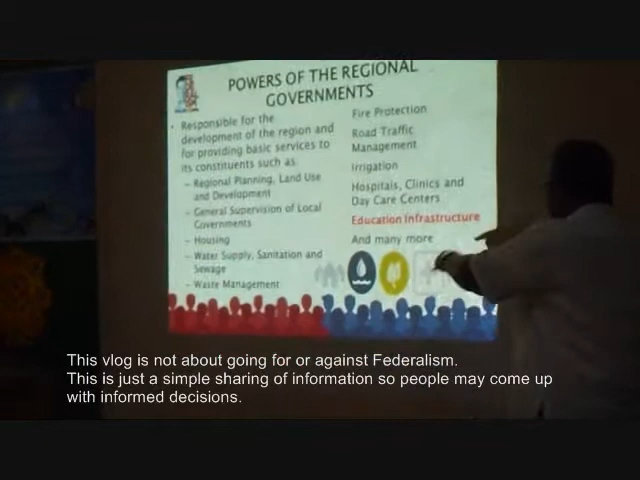 POWERS OF THE REGIONAL
GOVERNMENTS
• Responsible for the
development of the region and
for providing basic services to
its constituents such as
– Regional Planning, Land Use
and Development
– General Supervision of Local
Governments
– Housing
– Water Supply, Sanitation and
Sewage
– Waste Management
Fire Protection
Road Traffic
Management
Irrigation
Hospitals, Clinics and
Day Care Centers
Education Infrastructure
And many more
This vlog is not about going for or against Federalism.
This is just a simple sharing of information so people may come up
with informed decisions.